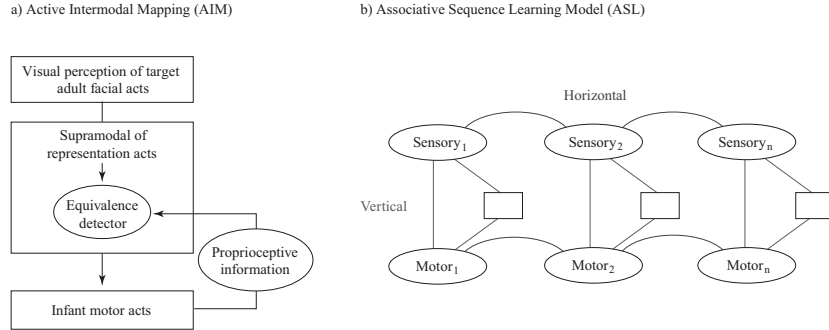 a) Active Intermodal Mapping (AIM)
Visual perception of target
adult facial acts
Supramodal of
representation acts
Equivalence
detector
Proprioceptive
information
Infant motor acts
b) Associative Sequence Learning Model (ASL)
Horizontal
Sensory1
Sensory2
Sensoryn
Vertical
Motor1
Motor2
Motorn